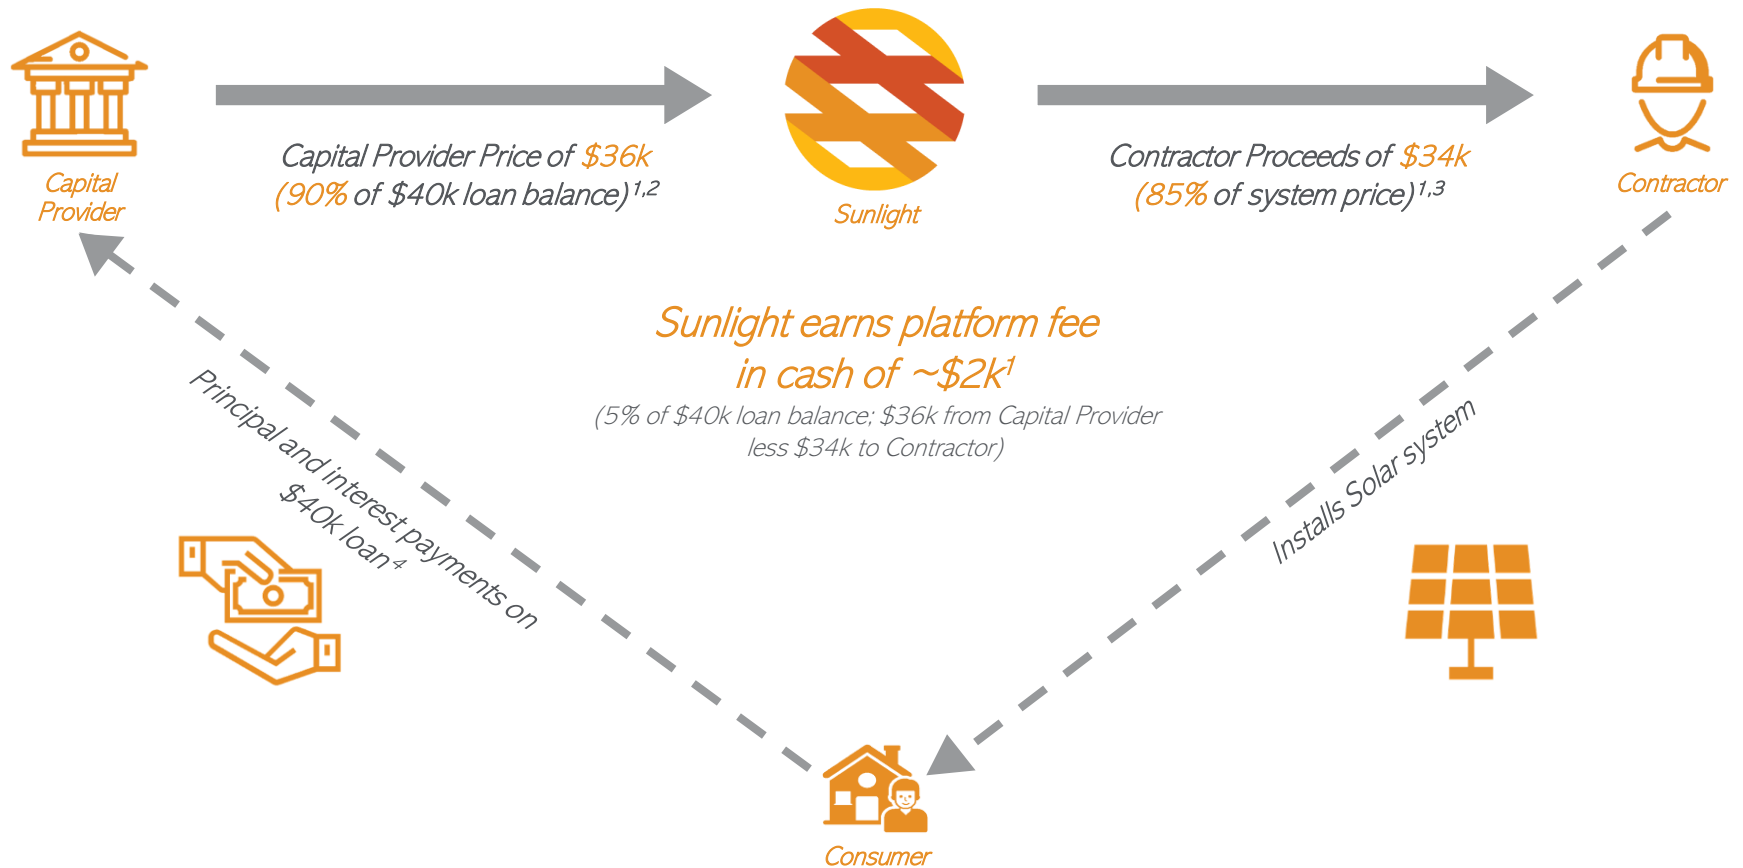 Capital
Provider
Capital Provider Price of $36k
(90% of $40k loan balance)1,2
Sunlight
Contractor Proceeds of $34k
(85% of system price)1,3
Contractor
Sunlight earns platform fee
in cash of ~$2k1
(5% of $40k loan balance; $36k from Capital Provider
less $34k to Contractor)
Principal and interest payments on
$40k loan4
Installs Solar system
Consumer